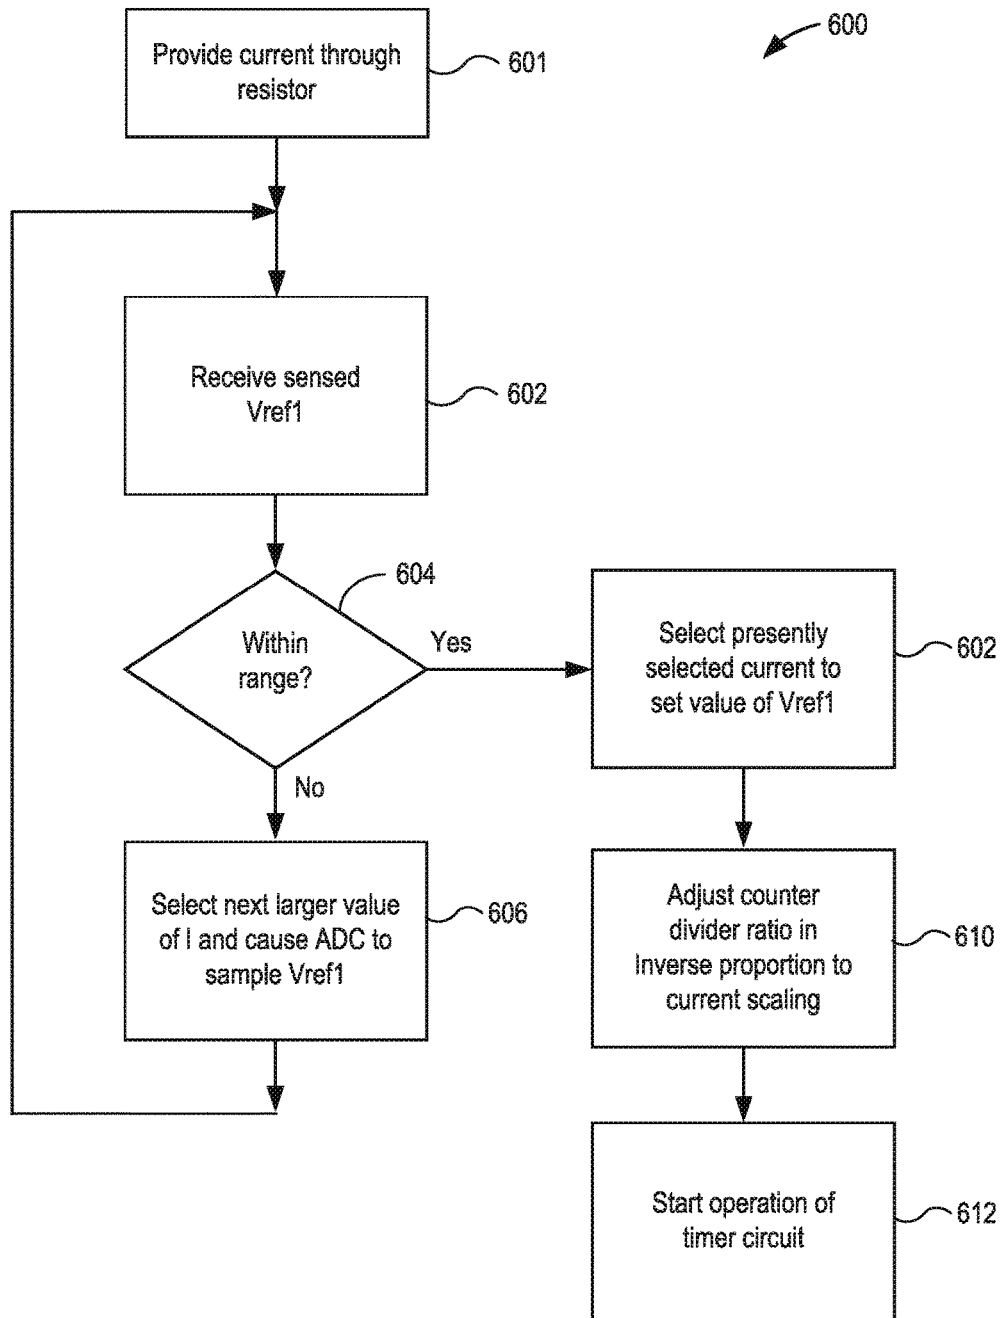 600
Provide current through
resistor
601
Receive sensed
Vref1
602
604
Within
range?
Yes
No
Select presently
selected current to
set value of Vref1
602
Select next larger value
of I and cause ADC to
sample Vref1
606
Adjust counter
divider ratio in
Inverse proportion to
current scaling
610
Start operation of
timer circuit
612